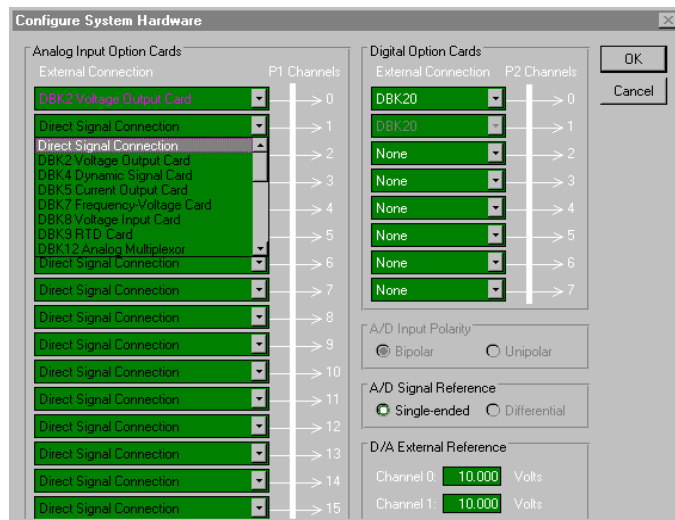 Configure System Hardware
Analog Input Option Cards
External Connection P1 Channels
DBK2 Voltage Output Card > 0
Direct Signal Connection > 1
Direct Signal Connection
DBK2 Voltage Output Card > 2
DBK4 Dynamic Signal Card
DBK5 Current Output Card > 3
DBK7 Frequency-Voltage Card
DBK8 Voltage Input Card > 4
DBK9 RTD Card > 5
DBK12 Analog Multiplexor
Direct Signal Connection > 6
Direct Signal Connection > 7
Direct Signal Connection > 8
Direct Signal Connection > 9
Direct Signal Connection > 10
Direct Signal Connection > 11
Direct Signal Connection > 12
Direct Signal Connection > 13
Direct Signal Connection > 14
Direct Signal Connection > 15
Digital Option Cards
External Connection P2 Channels
DBK20 > 0
DBK20 > 1
None > 2
None > 3
None > 4
None > 5
None > 6
None > 7
A/D Input Polarity
Bipolar Unipolar
A/D Signal Reference
Single-ended Differential
D/A External Reference
Channel 0: 10.000 Volts
Channel 1: 10.000 Volts
OK
Cancel